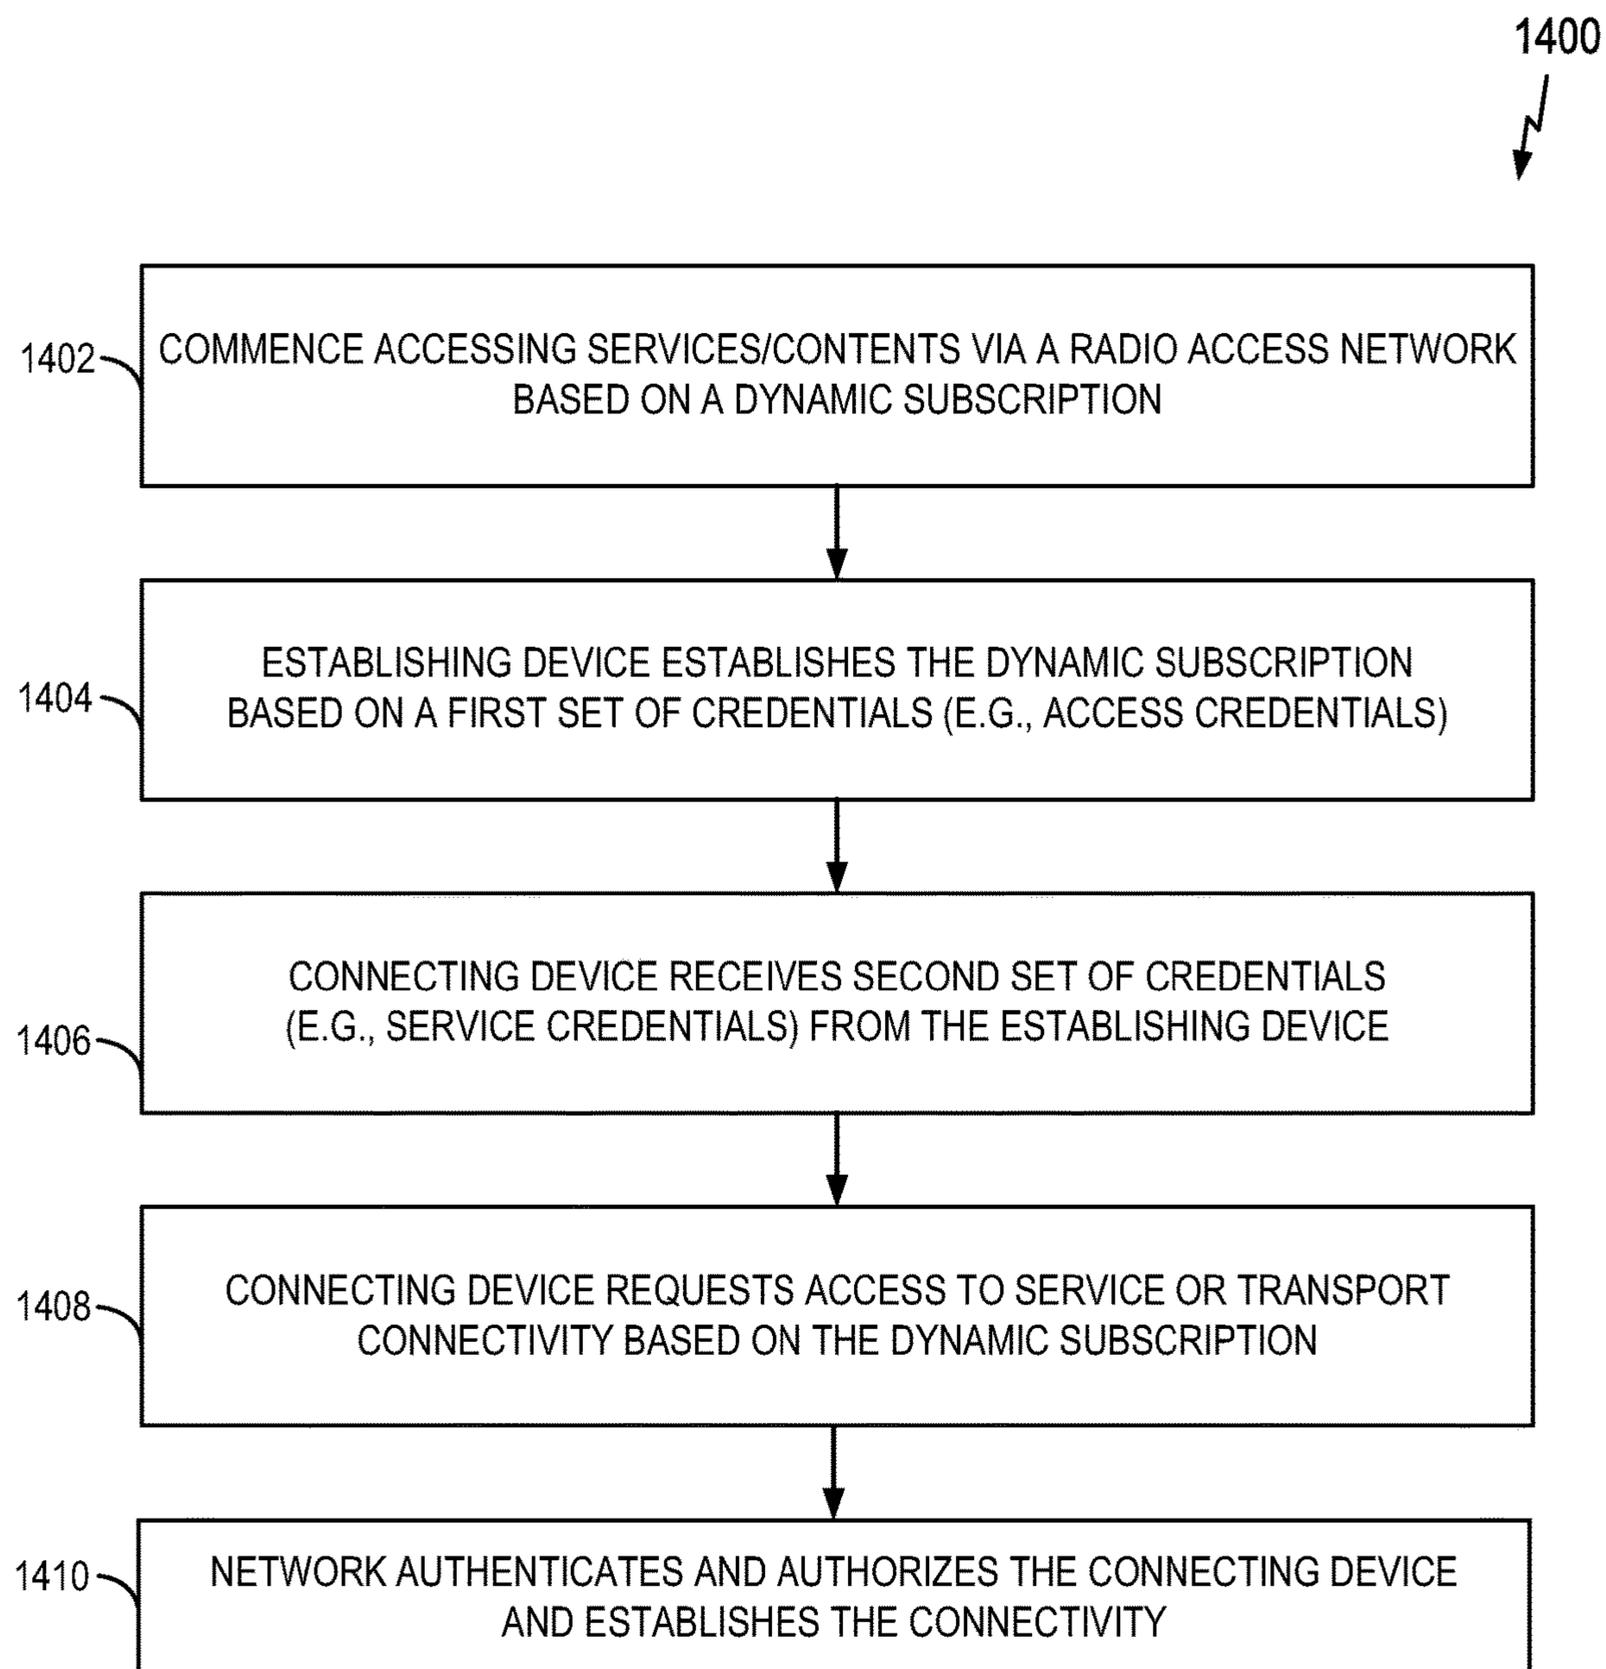 1400
1402
COMMENCE ACCESSING SERVICES/CONTENTS VIA A RADIO ACCESS NETWORK
BASED ON A DYNAMIC SUBSCRIPTION
1404
ESTABLISHING DEVICE ESTABLISHES THE DYNAMIC SUBSCRIPTION
BASED ON A FIRST SET OF CREDENTIALS (E.G., ACCESS CREDENTIALS)
1406
CONNECTING DEVICE RECEIVES SECOND SET OF CREDENTIALS
(E.G., SERVICE CREDENTIALS) FROM THE ESTABLISHING DEVICE
1408
CONNECTING DEVICE REQUESTS ACCESS TO SERVICE OR TRANSPORT
CONNECTIVITY BASED ON THE DYNAMIC SUBSCRIPTION
1410
NETWORK AUTHENTICATES AND AUTHORIZES THE CONNECTING DEVICE
AND ESTABLISHES THE CONNECTIVITY